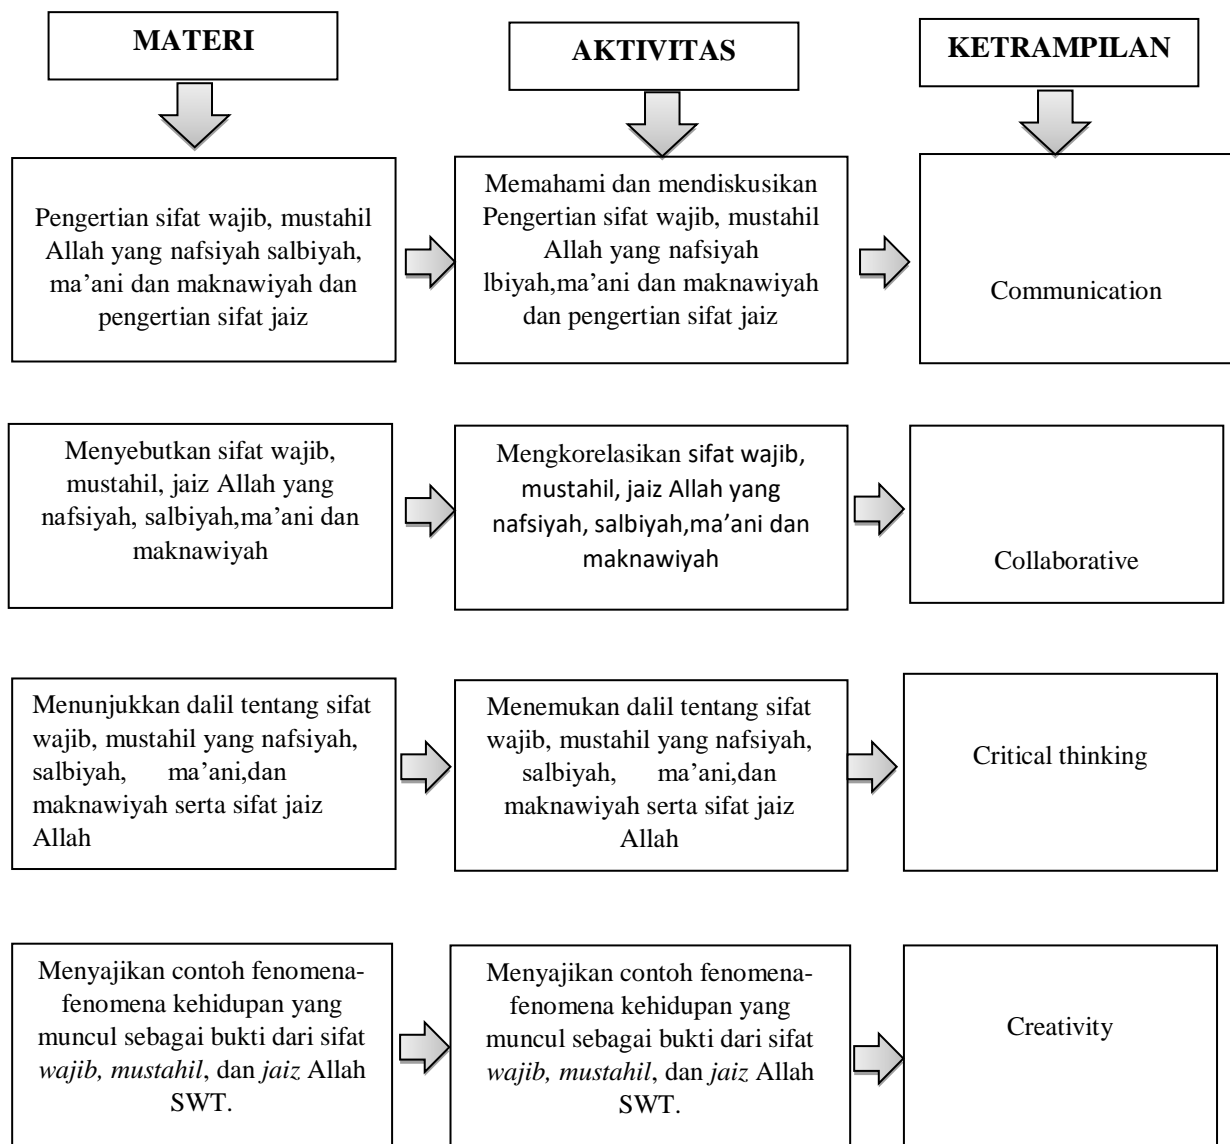 MATERI
AKTIVITAS
KETRAMPILAN
Pengertian sifat wajib, mustahil
Allah yang nafsiyah salbiyah,
ma’ani dan maknawiyah dan
pengertian sifat jaiz
Memahami dan mendiskusikan
Pengertian sifat wajib, mustahil
Allah yang nafsiyah
lbiyah,ma’ani dan maknawiyah
dan pengertian sifat jaiz
Communication
Menyebutkan sifat wajib,
mustahil, jaiz Allah yang
nafsiyah, salbiyah,ma’ani dan
maknawiyah
Mengkorelasikan sifat wajib,
mustahil, jaiz Allah yang
nafsiyah, salbiyah,ma’ani dan
maknawiyah
Collaborative
Menunjukkan dalil tentang sifat
wajib, mustahil yang nafsiyah,
salbiyah, ma’ani,dan
maknawiyah serta sifat jaiz
Allah
Menemukan dalil tentang sifat
wajib, mustahil yang nafsiyah,
salbiyah, ma’ani,dan
maknawiyah serta sifat jaiz
Allah
Critical thinking
Menyajikan contoh fenomena-
fenomena kehidupan yang
muncul sebagai bukti dari sifat
wajib, mustahil, dan jaiz Allah
SWT.
Menyajikan contoh fenomena-
fenomena kehidupan yang
muncul sebagai bukti dari sifat
wajib, mustahil, dan jaiz Allah
SWT.
Creativity